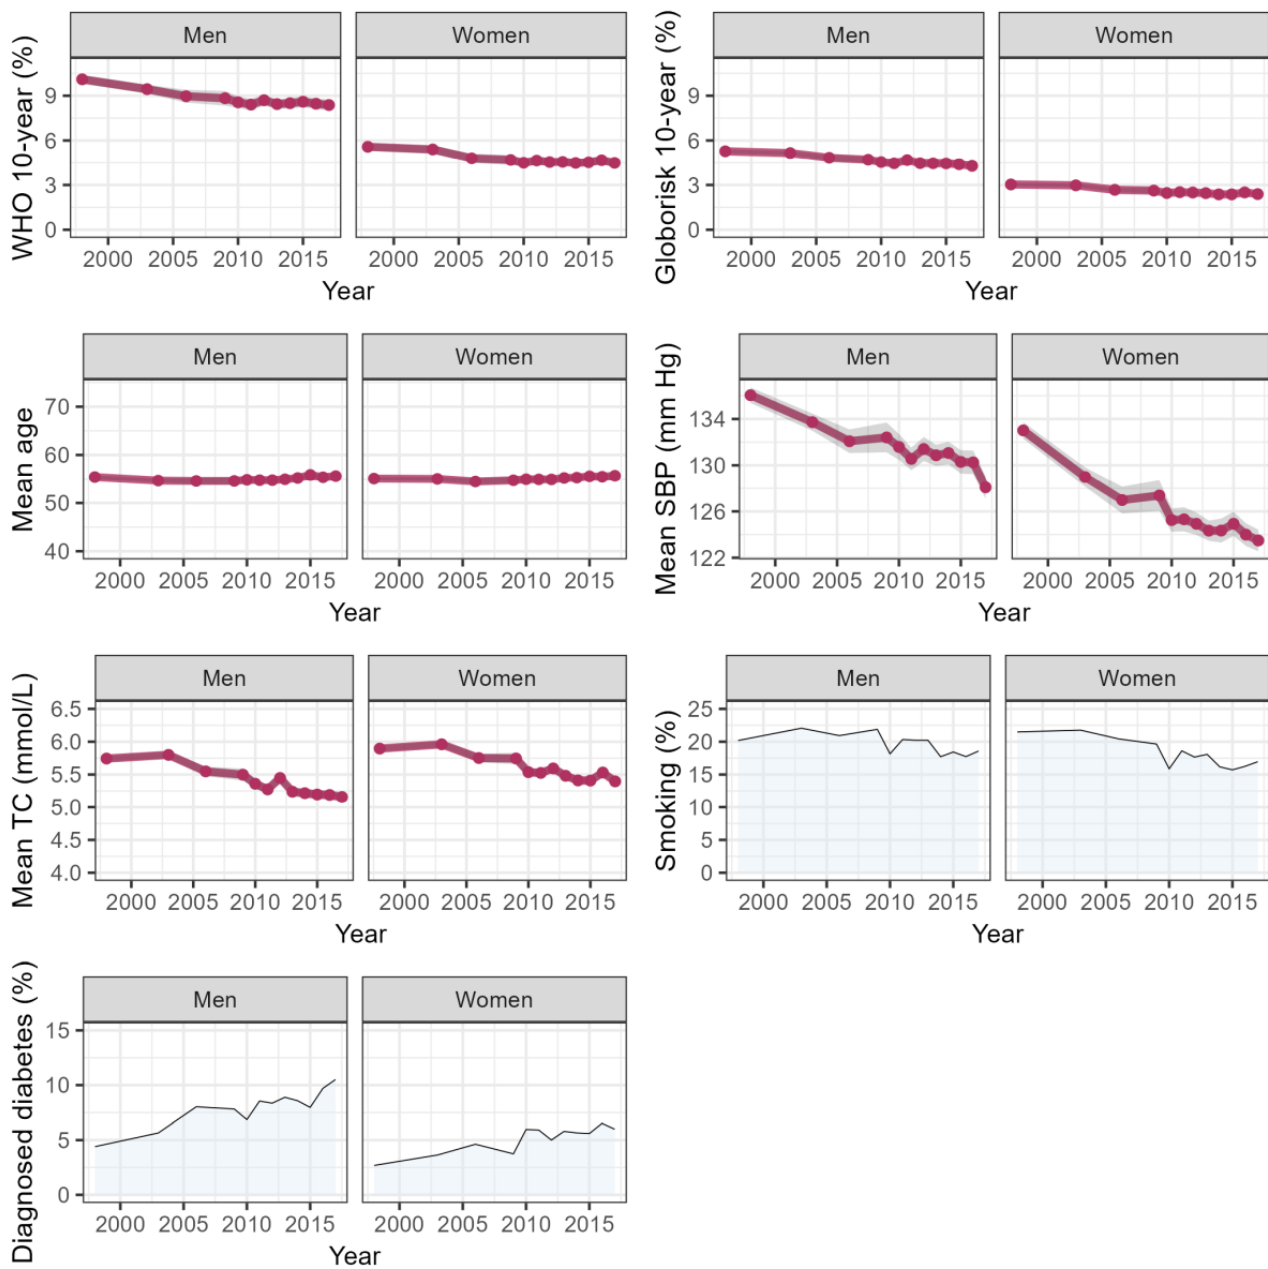 Men Women
WHO 10-year (%)
9
6
3
0
2000 2005 2010 2015 2000 2005 2010 2015
Year
Men Women
Globorisk 10-year (%)
9
6
3
0
2000 2005 2010 2015 2000 2005 2010 2015
Year
Men Women
Mean age
70
60
50
40
2000 2005 2010 2015 2000 2005 2010 2015
Year
Men Women
Mean SBP (mm Hg)
134
130
126
122
2000 2005 2010 2015 2000 2005 2010 2015
Year
Men Women
Mean TC (mmol/L)
6.5
6.0
5.5
5.0
4.5
4.0
2000 2005 2010 2015 2000 2005 2010 2015
Year
Men Women
Smoking (%)
25
20
15
10
5
0
2000 2005 2010 2015 2000 2005 2010 2015
Year
Men Women
Diagnosed diabetes (%)
15
10
5
0
2000 2005 2010 2015 2000 2005 2010 2015
Year